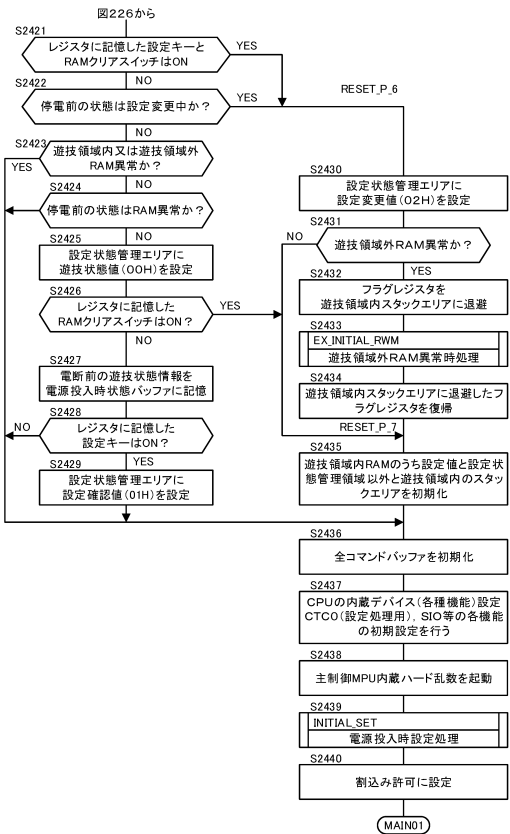 図226から
S2421
レジスタに記憶した設定キーと
RAMクリアスイッチはON
YES
NO
S2422
停電前の状態は設定変更中か？
YES
RESET_P_6
NO
S2423
遊技領域内又は遊技領域外
RAM異常か？
YES
NO
S2424
停電前の状態はRAM異常か？
NO
S2425
設定状態管理エリアに
遊技状態値(00H)を設定
S2426
レジスタに記憶した
RAMクリアスイッチはON？
YES
NO
S2427
電断前の遊技状態情報を
電源投入時状態バッファに記憶
S2428
レジスタに記憶した
設定キーはON？
NO
YES
S2429
設定状態管理エリアに
設定確認値(01H)を設定
S2430
設定状態管理エリアに
設定変更値(02H)を設定
S2431
遊技領域外RAM異常か？
NO
YES
S2432
フラグレジスタを
遊技領域内スタックエリアに退避
S2433
EX_INITIAL_RWM
遊技領域外RAM異常時処理
S2434
遊技領域内スタックエリアに退避したフ
ラグレジスタを復帰
RESET_P_7
S2435
遊技領域内RAMのうち設定値と設定状
態管理領域以外と遊技領域内のスタッ
クエリアを初期化
S2436
全コマンドバッファを初期化
S2437
CPUの内蔵デバイス(各種機能)設定
CTC0(設定処理用)，SIO等の各機能
の初期設定を行う
S2438
主制御MPU内蔵ハード乱数を起動
S2439
INITIAL_SET
電源投入時設定処理
S2440
割込み許可に設定
MAIN01